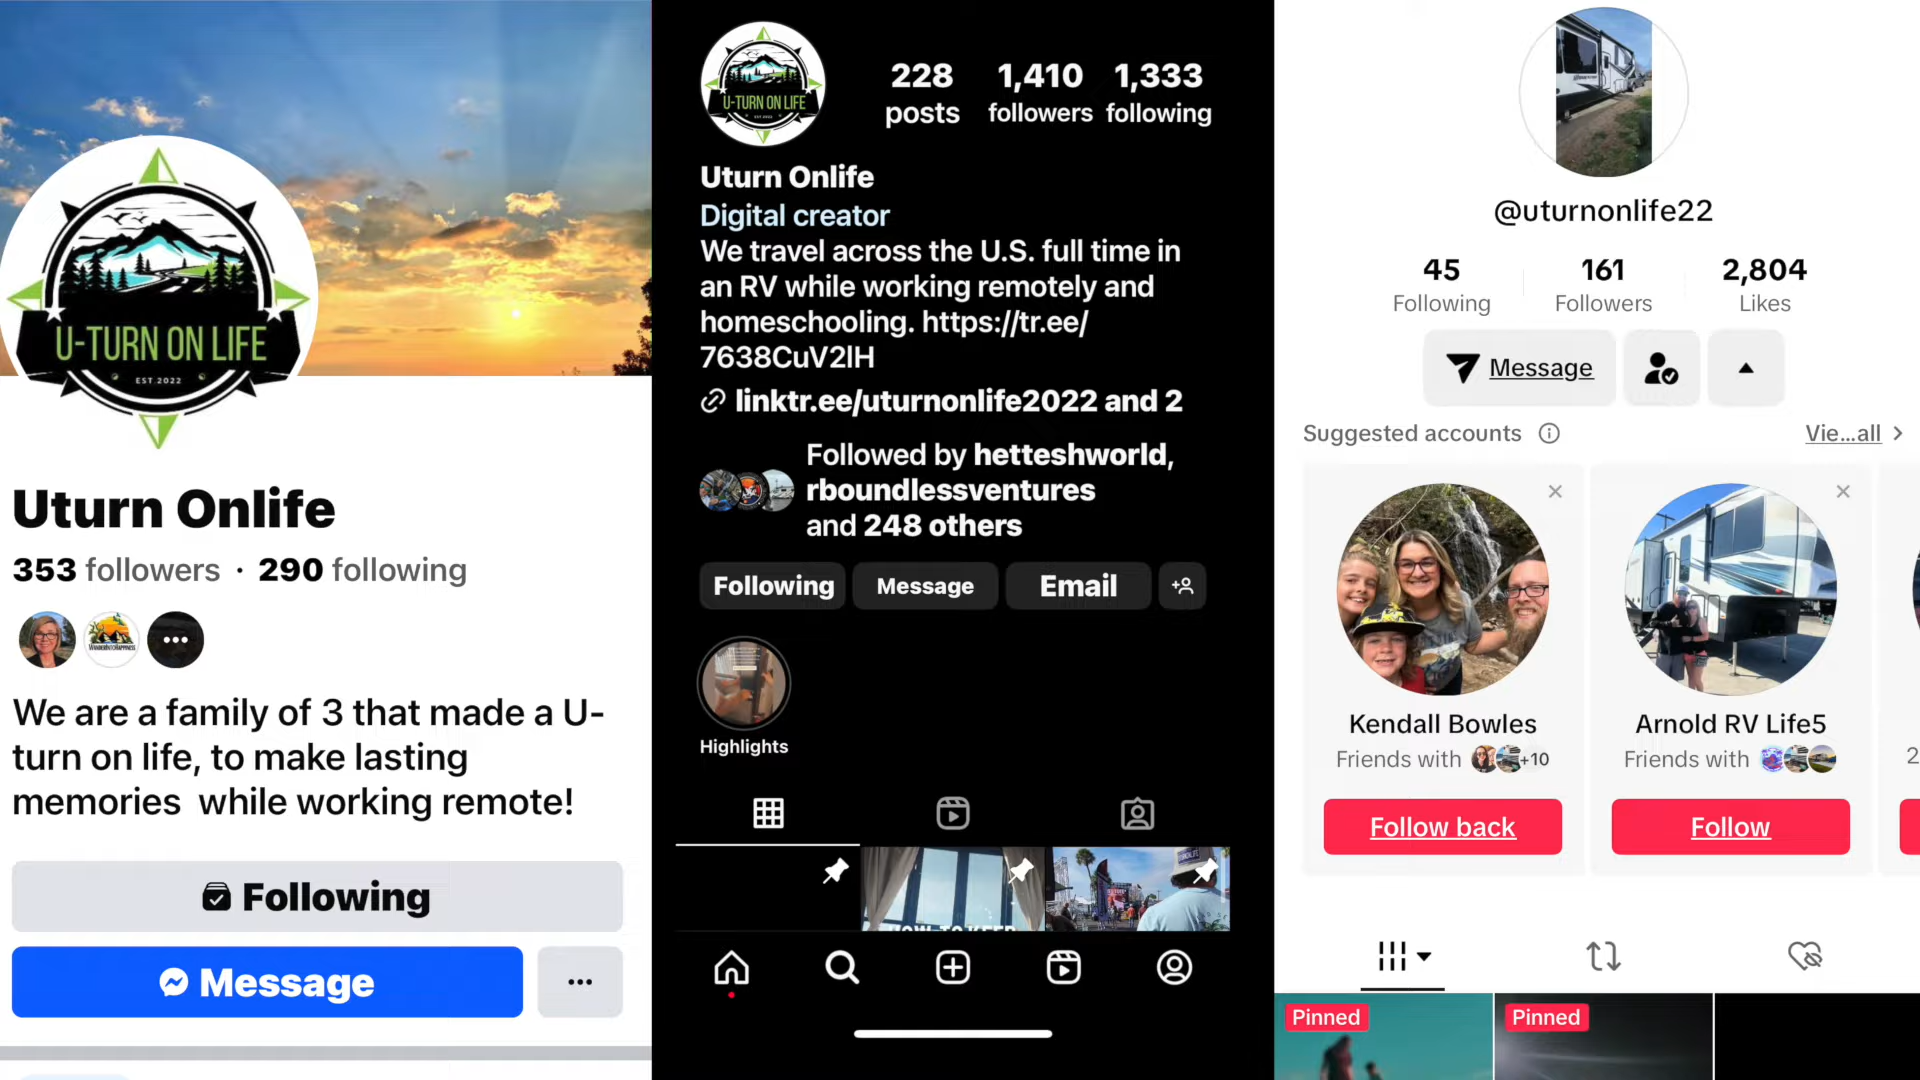 U-TURN ON LIFE
EST.2022
Uturn Onlife
353 followers · 290 following
We are a family of 3 that made a U-
turn on life, to make lasting
memories while working remote!
Following
Message
U-TURN ON LIFE
228 posts
1,410 followers
1,333 following
Uturn Onlife
Digital creator
We travel across the U.S. full time in
an RV while working remotely and
homeschooling. https://tr.ee/
7638CuV2lH
linktr.ee/uturnonlife2022 and 2
Followed by hetteshworld,
rboundlessventures
and 248 others
Following
Message
Email
Highlights
HOW TO KEEP
@uturnonlife22
45
Following
161
Followers
2,804
Likes
Message
Suggested accounts
Vie...all
Kendall Bowles
Friends with +10
Follow back
Arnold RV Life5
Friends with
Follow
2
Pinned
Pinned